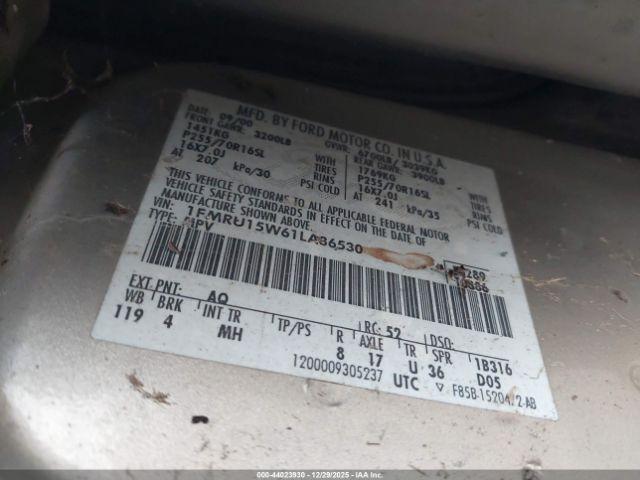 MFD. BY FORD MOTOR CO. IN U.S.A.
DATE: 09/00 GVWR: 6700LB/ 3039KG
FRONT GAWR: 3200LB REAR GAWR: 3900LB
1451KG WITH 1769KG WITH
P255/70R16SL TIRES P255/70R16SL TIRES
16X7.0J RIMS 16X7.0J RIMS
AT 207 kPa/30 PSI COLD AT 241 kPa/35 PSI COLD
THIS VEHICLE CONFORMS TO ALL APPLICABLE FEDERAL MOTOR
VEHICLE SAFETY STANDARDS IN EFFECT ON THE DATE OF
MANUFACTURE SHOWN ABOVE.
1FMRU15W61LA86530
TYPE: MPV
EXT.PNT: AQ RC: 52 DSO:
WB BRK INT TR TP/PS R AXLE TR SPR 1B316
119 4 MH 8 17 U 36 D05
1200009305237 UTC F85B-15204 2-AB
000-44023930 - 12/29/2025 - IAA Inc.